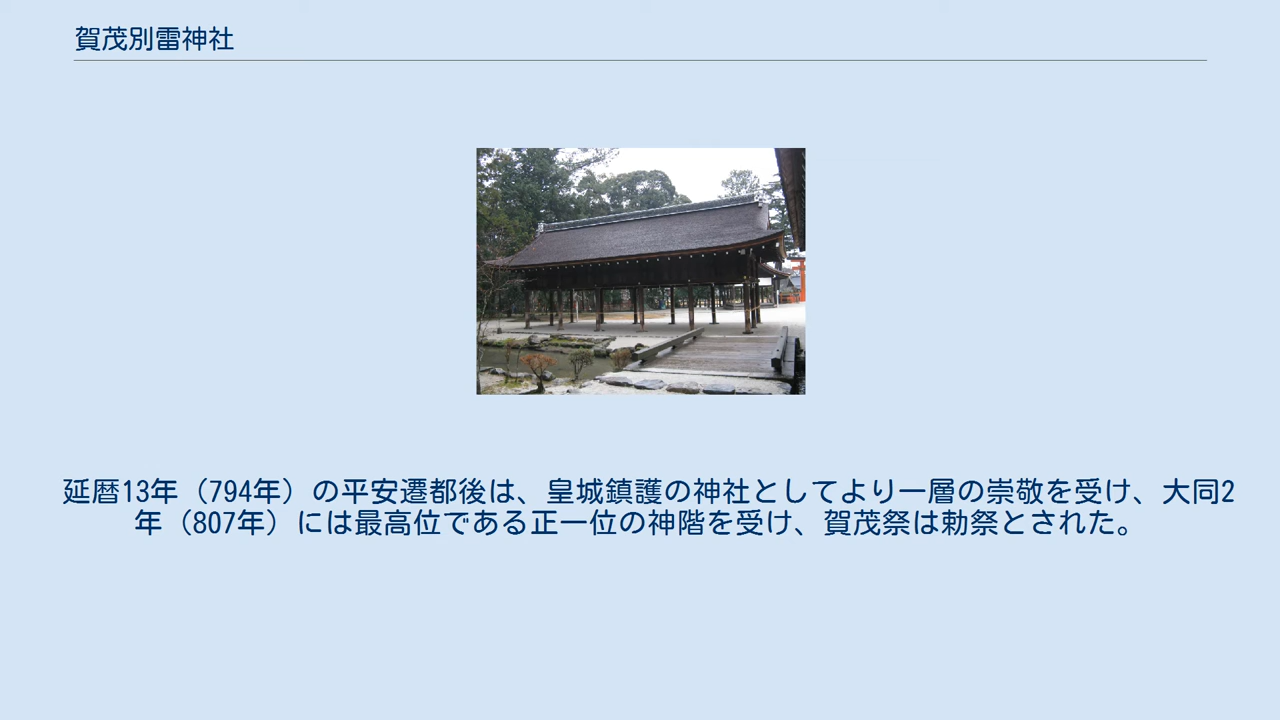 賀茂別雷神社
延暦13年（794年）の平安遷都後は、皇城鎮護の神社としてより一層の崇敬を受け、大同2
年（807年）には最高位である正一位の神階を受け、賀茂祭は勅祭とされた。